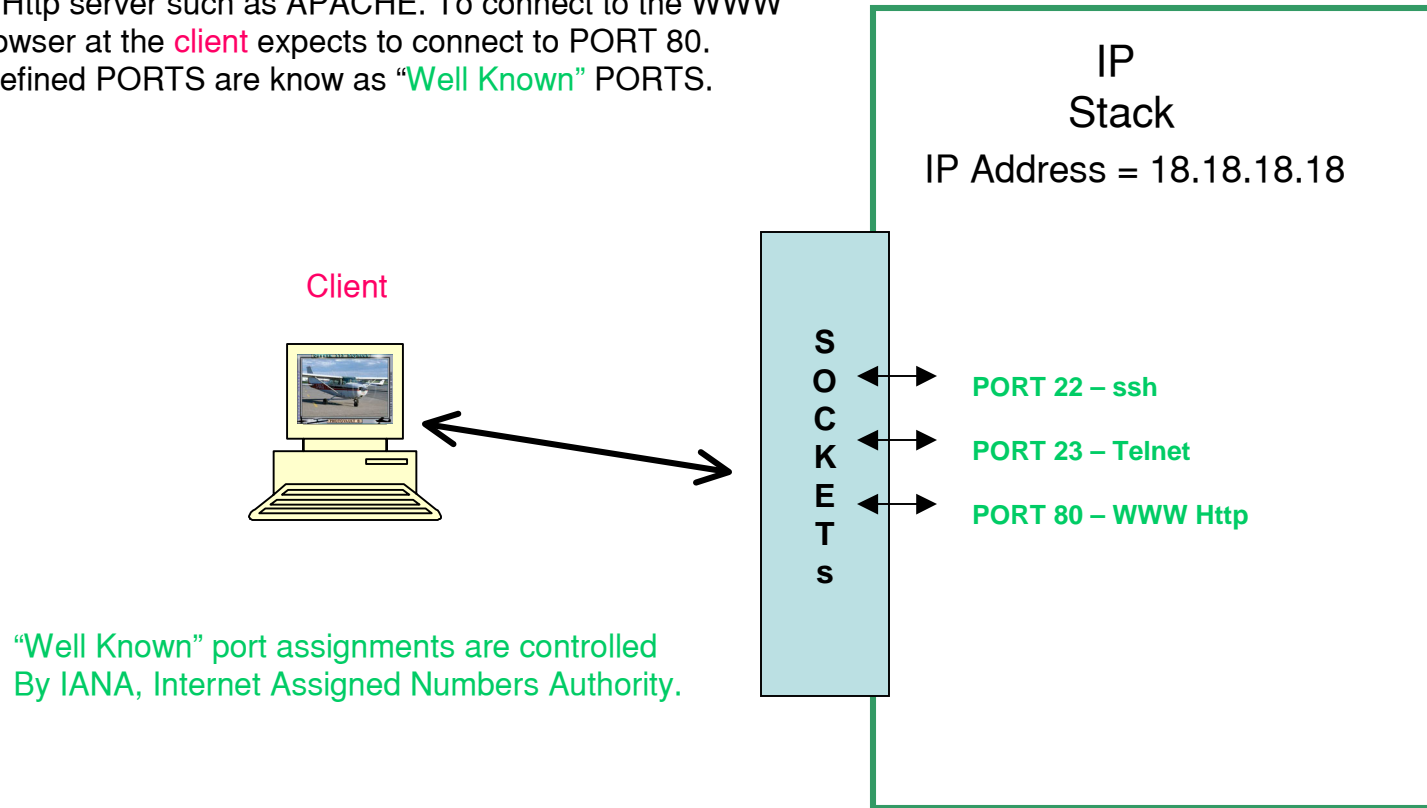 Http server such as APACHE. To connect to the WWW
owser at the client expects to connect to PORT 80.
efined PORTS are know as “Well Known” PORTS.
IP
Stack
IP Address = 18.18.18.18
Client
S
O
C
K
E
T
s
PORT 22 – ssh
PORT 23 – Telnet
PORT 80 – WWW Http
“Well Known” port assignments are controlled
By IANA, Internet Assigned Numbers Authority.